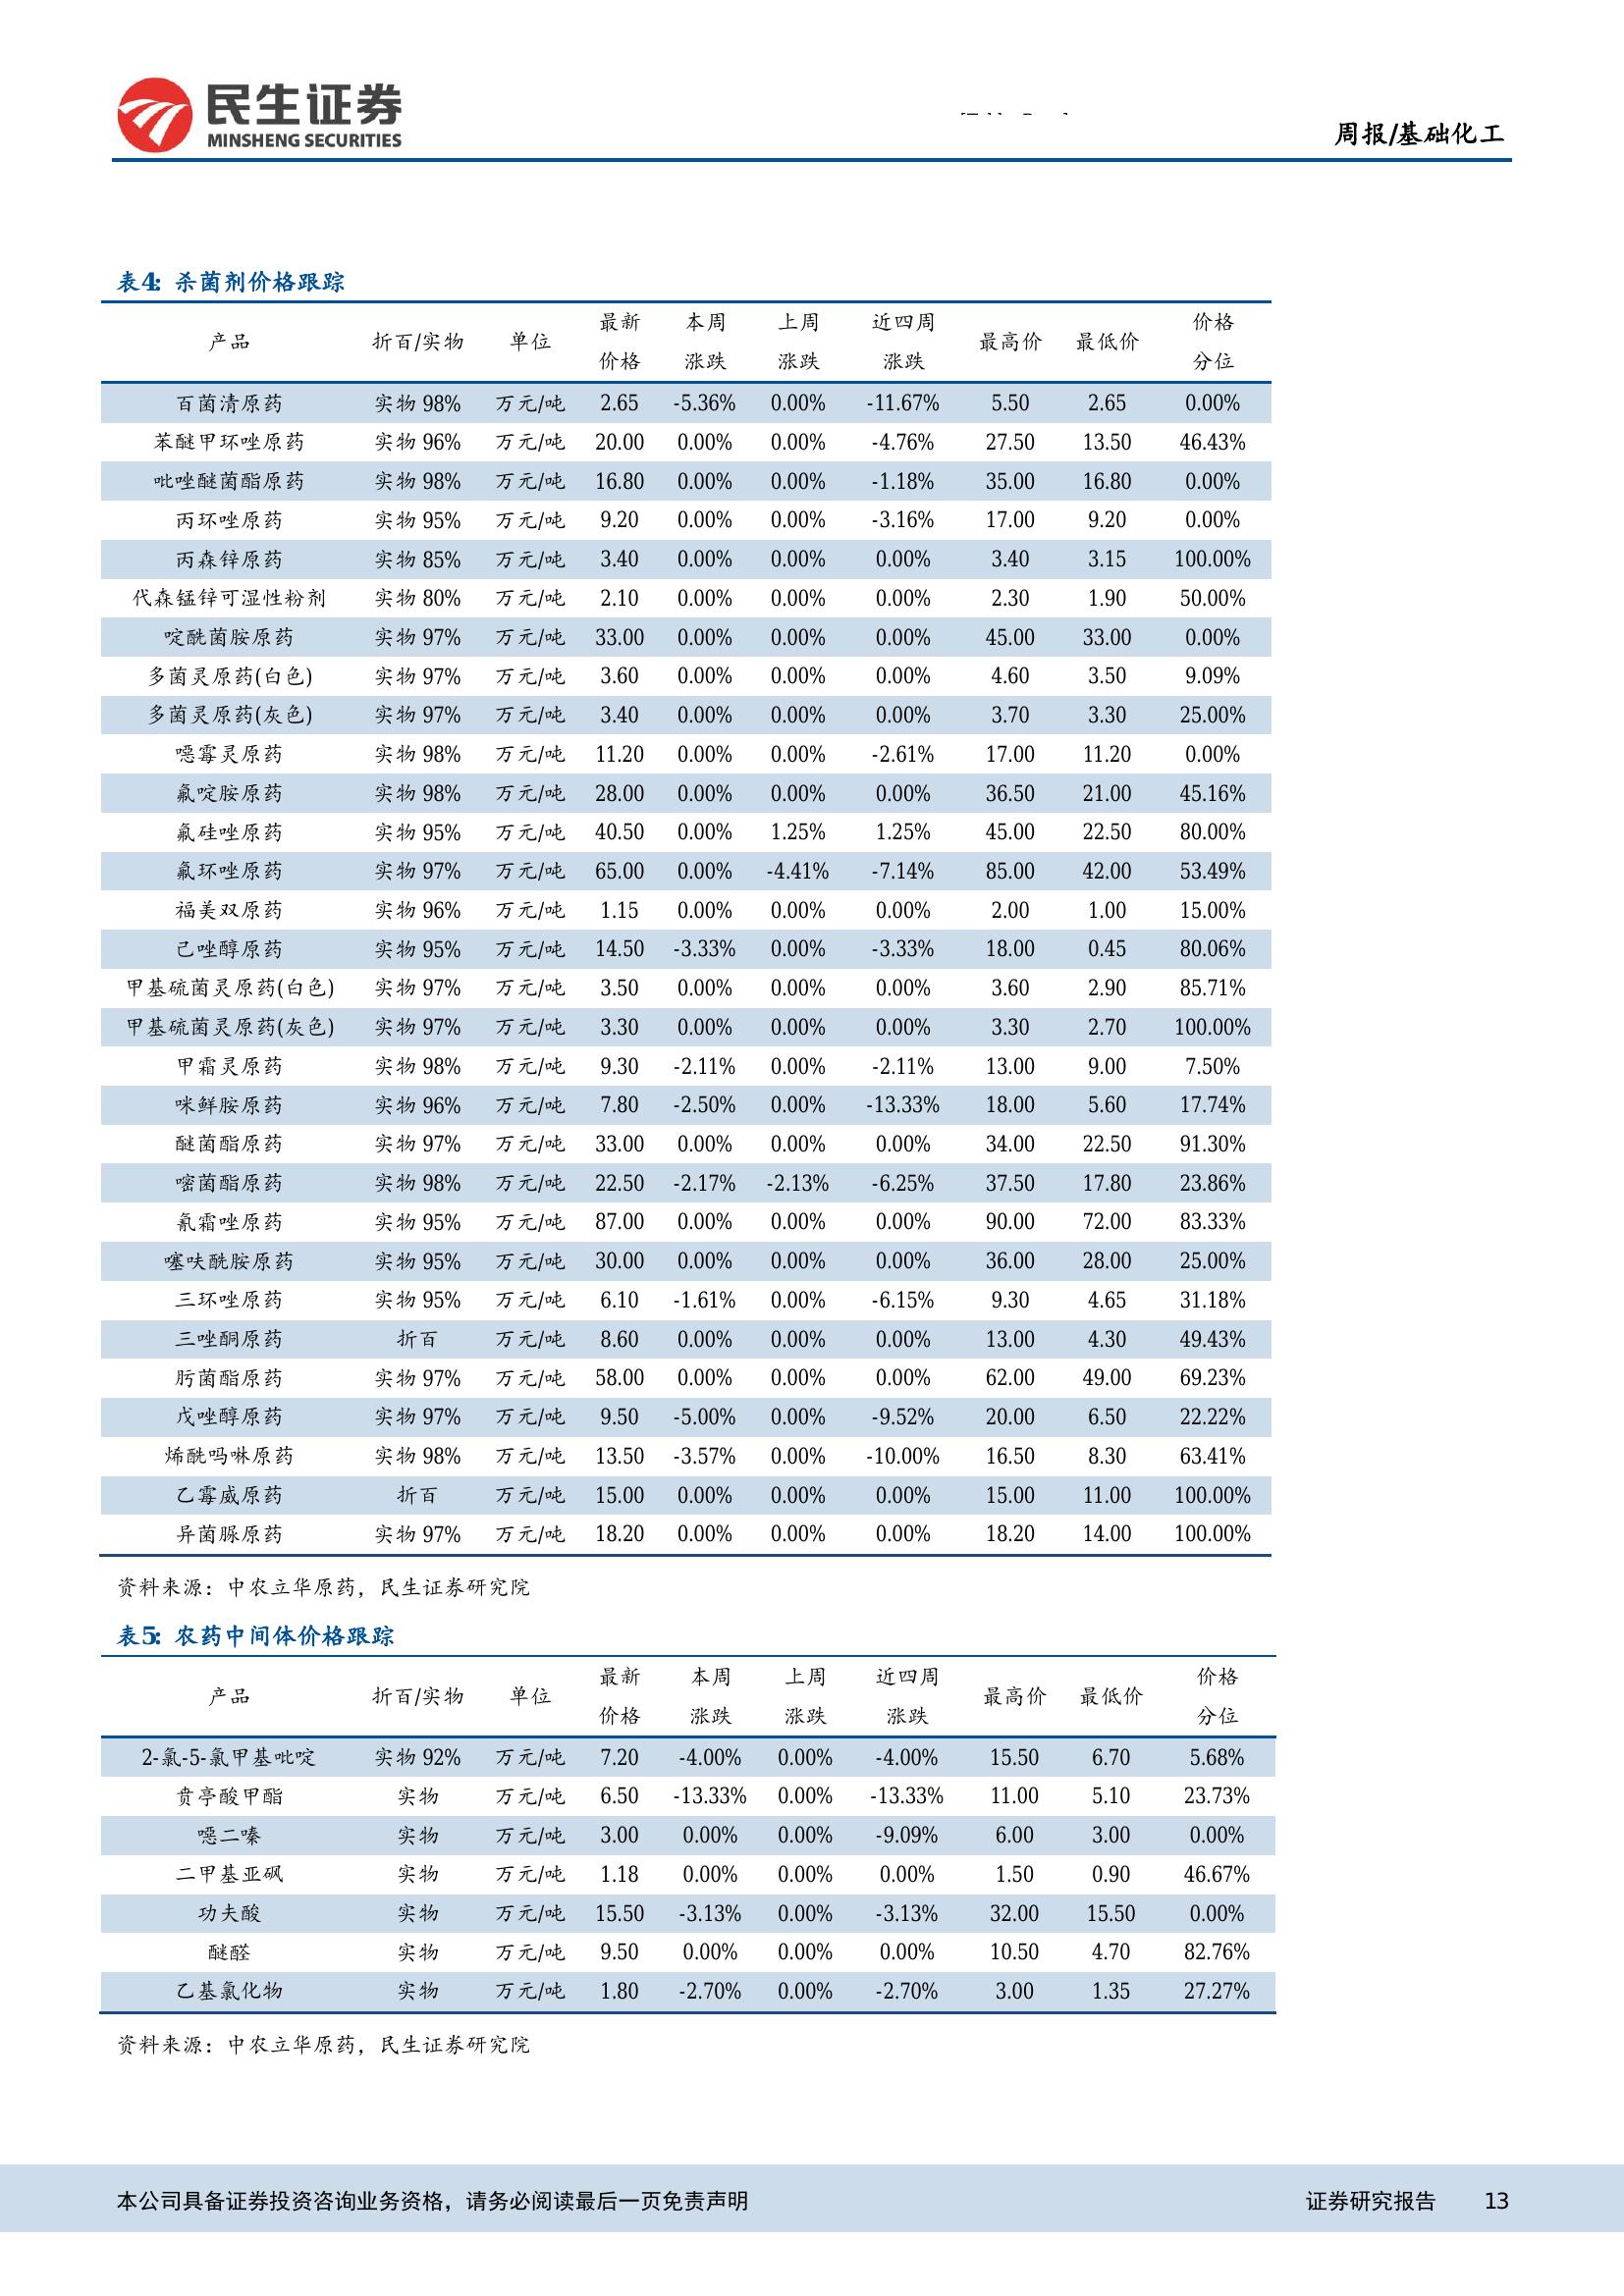 民生证券
MINSHENG SECURITIES
周报/基础化工
表4: 杀菌剂价格跟踪
产品 折百/实物 单位 最新价格 本周涨跌 上周涨跌 近四周涨跌 最高价 最低价 价格分位
百菌清原药 实物 98% 万元/吨 2.65 -5.36% 0.00% -11.67% 5.50 2.65 0.00%
苯醚甲环唑原药 实物 96% 万元/吨 20.00 0.00% 0.00% -4.76% 27.50 13.50 46.43%
吡唑醚菌酯原药 实物 98% 万元/吨 16.80 0.00% 0.00% -1.18% 35.00 16.80 0.00%
丙环唑原药 实物 95% 万元/吨 9.20 0.00% 0.00% -3.16% 17.00 9.20 0.00%
丙森锌原药 实物 85% 万元/吨 3.40 0.00% 0.00% 0.00% 3.40 3.15 100.00%
代森锰锌可湿性粉剂 实物 80% 万元/吨 2.10 0.00% 0.00% 0.00% 2.30 1.90 50.00%
啶酰菌胺原药 实物 97% 万元/吨 33.00 0.00% 0.00% 0.00% 45.00 33.00 0.00%
多菌灵原药(白色) 实物 97% 万元/吨 3.60 0.00% 0.00% 0.00% 4.60 3.50 9.09%
多菌灵原药(灰色) 实物 97% 万元/吨 3.40 0.00% 0.00% 0.00% 3.70 3.30 25.00%
噁霉灵原药 实物 98% 万元/吨 11.20 0.00% 0.00% -2.61% 17.00 11.20 0.00%
氟啶胺原药 实物 98% 万元/吨 28.00 0.00% 0.00% 0.00% 36.50 21.00 45.16%
氟硅唑原药 实物 95% 万元/吨 40.50 0.00% 1.25% 1.25% 45.00 22.50 80.00%
氟环唑原药 实物 97% 万元/吨 65.00 0.00% -4.41% -7.14% 85.00 42.00 53.49%
福美双原药 实物 96% 万元/吨 1.15 0.00% 0.00% 0.00% 2.00 1.00 15.00%
己唑醇原药 实物 95% 万元/吨 14.50 -3.33% 0.00% -3.33% 18.00 0.45 80.06%
甲基硫菌灵原药(白色) 实物 97% 万元/吨 3.50 0.00% 0.00% 0.00% 3.60 2.90 85.71%
甲基硫菌灵原药(灰色) 实物 97% 万元/吨 3.30 0.00% 0.00% 0.00% 3.30 2.70 100.00%
甲霜灵原药 实物 98% 万元/吨 9.30 -2.11% 0.00% -2.11% 13.00 9.00 7.50%
咪鲜胺原药 实物 96% 万元/吨 7.80 -2.50% 0.00% -13.33% 18.00 5.60 17.74%
醚菌酯原药 实物 97% 万元/吨 33.00 0.00% 0.00% 0.00% 34.00 22.50 91.30%
嘧菌酯原药 实物 98% 万元/吨 22.50 -2.17% -2.13% -6.25% 37.50 17.80 23.86%
氰霜唑原药 实物 95% 万元/吨 87.00 0.00% 0.00% 0.00% 90.00 72.00 83.33%
噻呋酰胺原药 实物 95% 万元/吨 30.00 0.00% 0.00% 0.00% 36.00 28.00 25.00%
三环唑原药 实物 95% 万元/吨 6.10 -1.61% 0.00% -6.15% 9.30 4.65 31.18%
三唑酮原药 折百 万元/吨 8.60 0.00% 0.00% 0.00% 13.00 4.30 49.43%
肟菌酯原药 实物 97% 万元/吨 58.00 0.00% 0.00% 0.00% 62.00 49.00 69.23%
戊唑醇原药 实物 97% 万元/吨 9.50 -5.00% 0.00% -9.52% 20.00 6.50 22.22%
烯酰吗啉原药 实物 98% 万元/吨 13.50 -3.57% 0.00% -10.00% 16.50 8.30 63.41%
乙霉威原药 折百 万元/吨 15.00 0.00% 0.00% 0.00% 15.00 11.00 100.00%
异菌脲原药 实物 97% 万元/吨 18.20 0.00% 0.00% 0.00% 18.20 14.00 100.00%
资料来源：中农立华原药，民生证券研究院
表5: 农药中间体价格跟踪
产品 折百/实物 单位 最新价格 本周涨跌 上周涨跌 近四周涨跌 最高价 最低价 价格分位
2-氯-5-氯甲基吡啶 实物 92% 万元/吨 7.20 -4.00% 0.00% -4.00% 15.50 6.70 5.68%
贲亭酸甲酯 实物 万元/吨 6.50 -13.33% 0.00% -13.33% 11.00 5.10 23.73%
噁二嗪 实物 万元/吨 3.00 0.00% 0.00% -9.09% 6.00 3.00 0.00%
二甲基亚砜 实物 万元/吨 1.18 0.00% 0.00% 0.00% 1.50 0.90 46.67%
功夫酸 实物 万元/吨 15.50 -3.13% 0.00% -3.13% 32.00 15.50 0.00%
醚醛 实物 万元/吨 9.50 0.00% 0.00% 0.00% 10.50 4.70 82.76%
乙基氯化物 实物 万元/吨 1.80 -2.70% 0.00% -2.70% 3.00 1.35 27.27%
资料来源：中农立华原药，民生证券研究院
本公司具备证券投资咨询业务资格，请务必阅读最后一页免责声明 证券研究报告 13